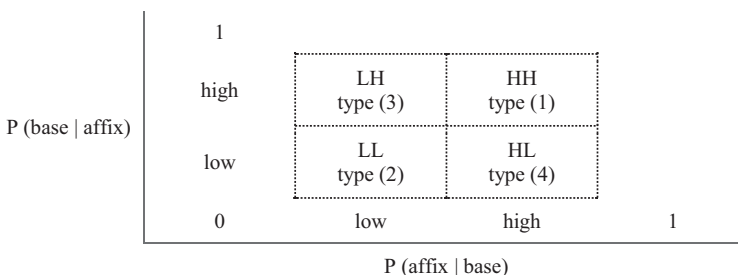 1
high
LH
HH
type (3)
type (1)
P (base | affix)
low
LL
HL
type (2)
type (4)
0
low
high
1
P (affix | base)